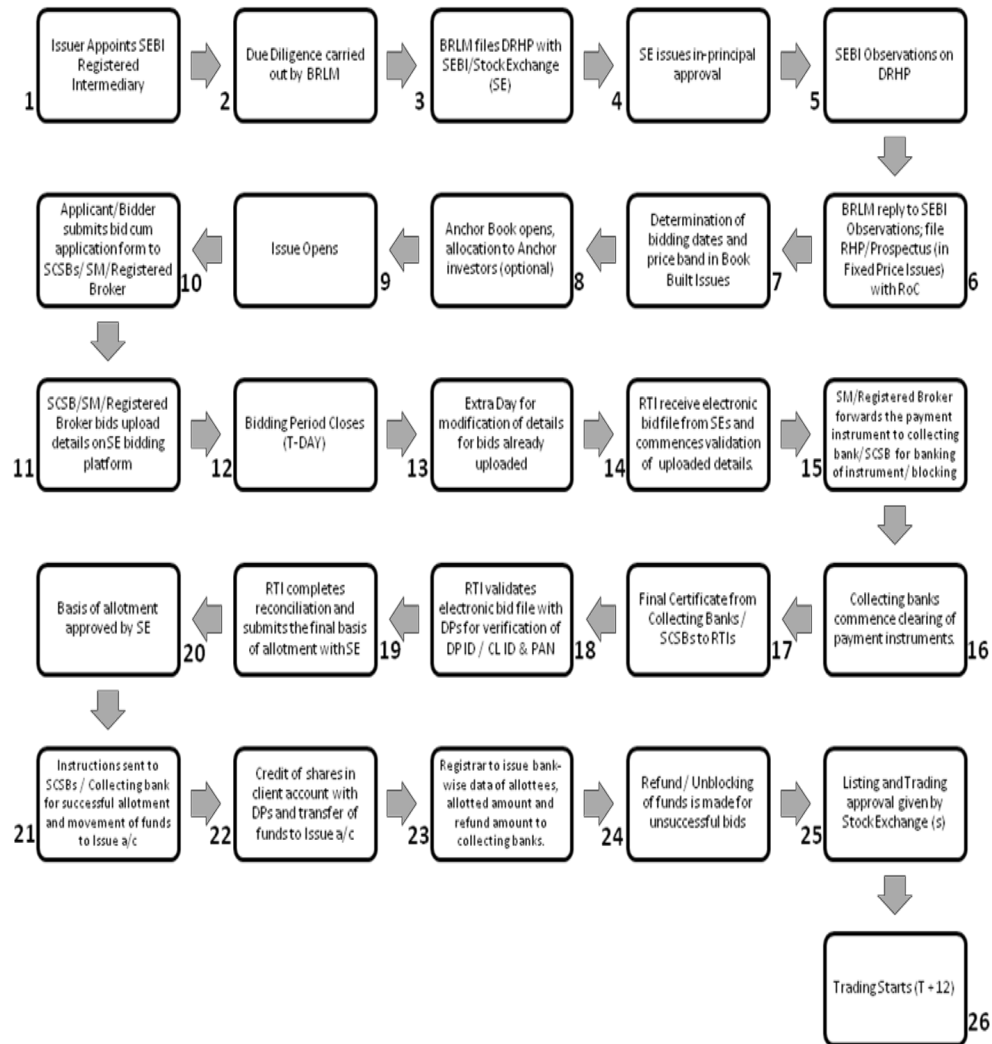 Issuer Appoints SEBI
Registered
Intermediary
1
Due Diligence carried
out by BRLM
2
BRLM files DRHP with
SEBI/Stock Exchange
(SE)
3
SE issues in-principal
approval
4
SEBI Observations on
DRHP
5
BRLM reply to SEBI
Observations; file
RHP/Prospectus (in
Fixed Price Issues)
with RoC
6
Determination of
bidding dates and
price band in Book
Built Issues
7
Anchor Book opens,
allocation to Anchor
investors (optional)
8
Issue Opens
9
Applicant/Bidder
submits bid cum
application form to
SCSBs/ SM/Registered
Broker
10
SCSB/SM/Registered
Broker bids upload
details on SE bidding
platform
11
Bidding Period Closes
(T-DAY)
12
Extra Day for
modification of details
for bids already
uploaded
13
RTI receive electronic
bid file from SEs and
commences validation
of uploaded details.
14
SM/Registered Broker
forwards the payment
instrument to collecting
bank/SCSB for banking
of instrument/ blocking
15
Collecting banks
commence clearing of
payment instruments.
16
Final Certificate from
Collecting Banks /
SCSBs to RTIs
17
RTI validates
electronic bid file with
DPs for verification of
DP ID / CL ID & PAN
18
RTI completes
reconciliation and
submits the final basis
of allotment with SE
19
Basis of allotment
approved by SE
20
Instructions sent to
SCSBs / Collecting bank
for successful allotment
and movement of funds
to Issue a/c
21
Credit of shares in
client account with
DPs and transfer of
funds to Issue a/c
22
Registrar to issue bank-
wise data of allottees,
allotted amount and
refund amount to
collecting banks.
23
Refund / Unblocking
of funds is made for
unsuccessful bids
24
Listing and Trading
approval given by
Stock Exchange (s)
25
Trading Starts (T + 12)
26